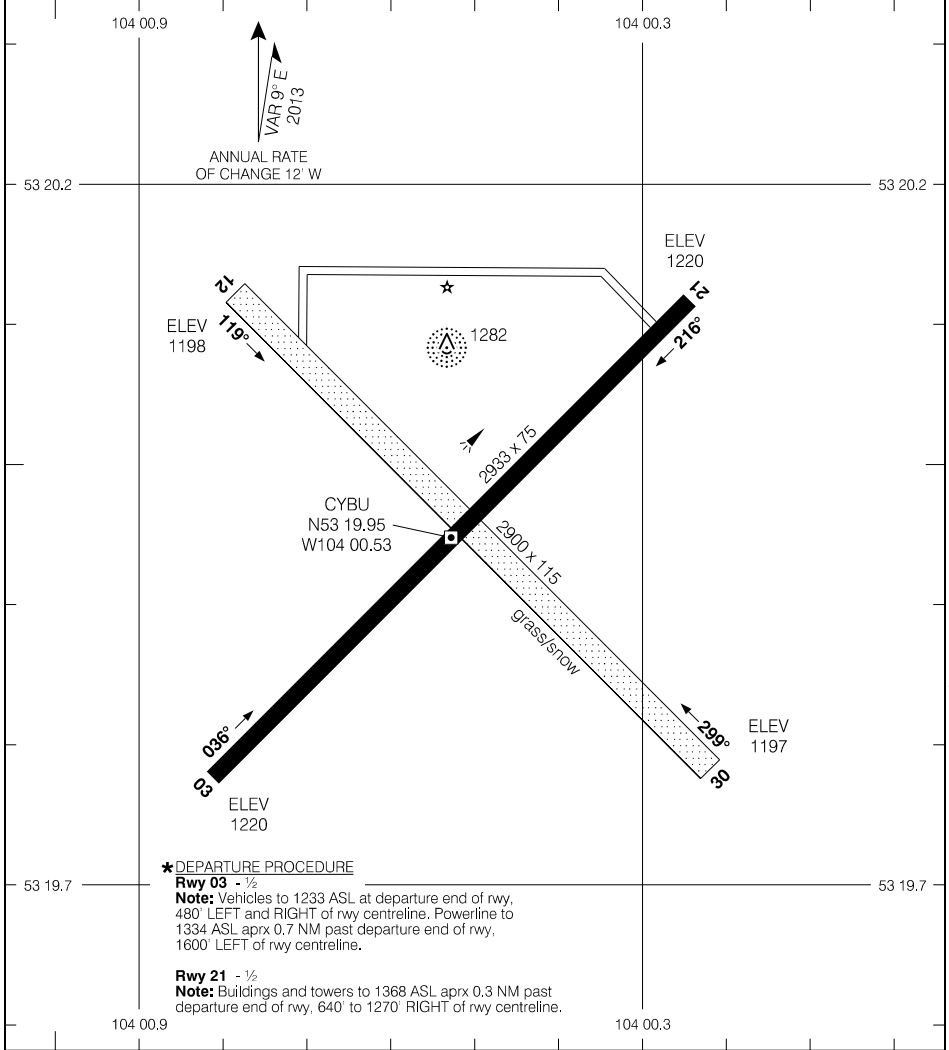 104 00.9
104 00.3
VAR 9° E
2013
ANNUAL RATE
OF CHANGE 12' W
53 20.2
53 20.2
ELEV
1220
12
21
ELEV
1198
119°
216°
1282
2933 x 75
CYBU
N53 19.95
W104 00.53
2900 x 115
grass/snow
036°
299°
ELEV
1197
03
30
ELEV
1220
*DEPARTURE PROCEDURE
53 19.7
53 19.7
Rwy 03 - ½
Note: Vehicles to 1233 ASL at departure end of rwy,
480' LEFT and RIGHT of rwy centreline. Powerline to
1334 ASL aprx 0.7 NM past departure end of rwy,
1600' LEFT of rwy centreline.
Rwy 21 - ½
Note: Buildings and towers to 1368 ASL aprx 0.3 NM past
departure end of rwy, 640' to 1270' RIGHT of rwy centreline.
104 00.9
104 00.3